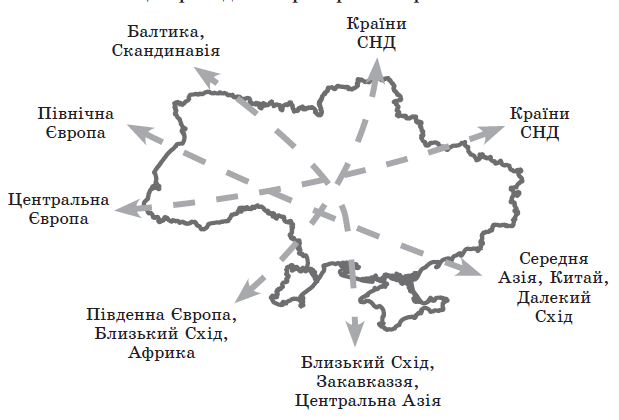 Балтика,
Скандинавія
Країни
СНД
Північна
Європа
Країни
СНД
Центральна
Європа
Середня
Азія, Китай,
Далекий
Схід
Південна Європа,
Близький Схід,
Африка
Близький Схід,
Закавказзя,
Центральна Азія